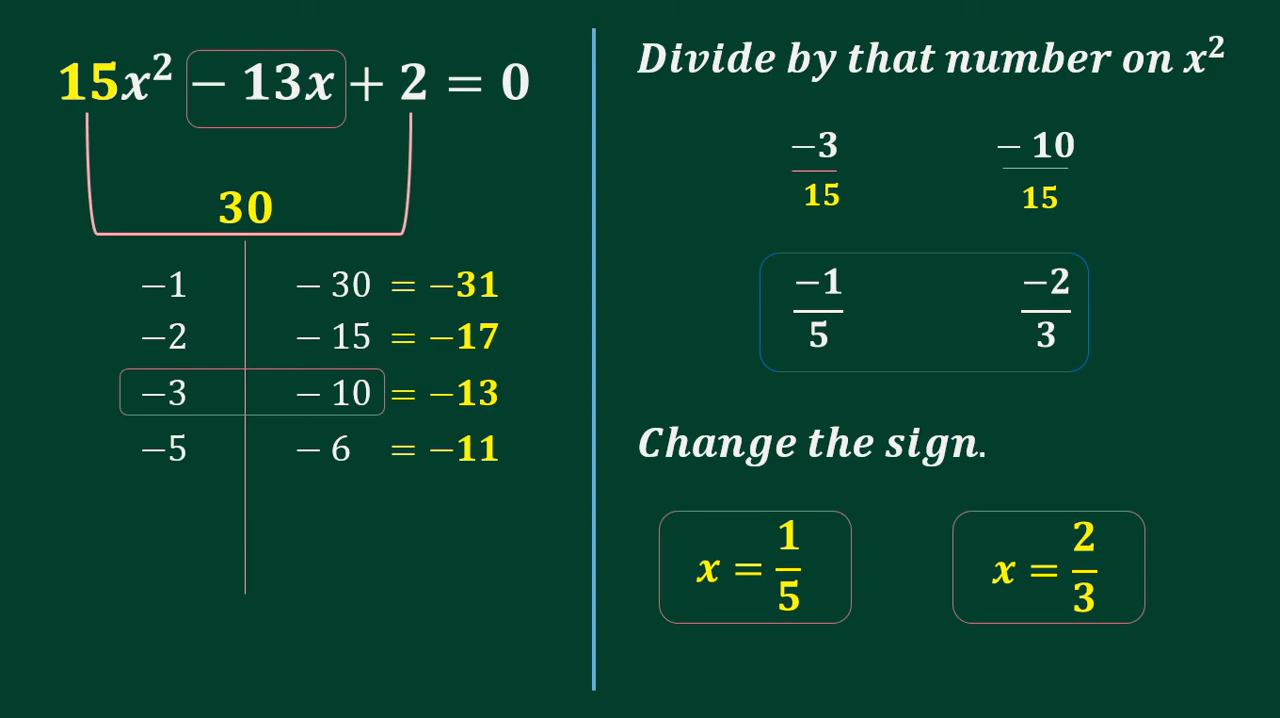 15x² − 13x + 2 = 0
30
−1 − 30 = −31
−2 − 15 = −17
−3 − 10 = −13
−5 − 6 = −11
Divide by that number on x²
−3/15 − 10/15
−1/5 −2/3
Change the sign.
x = 1/5 x = 2/3